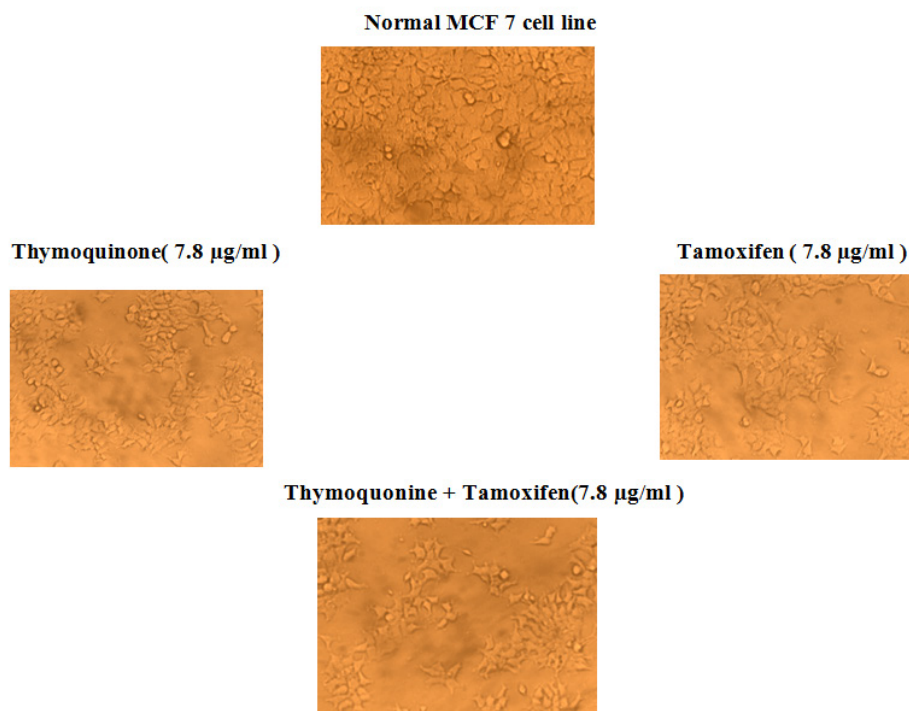 Normal MCF 7 cell line
Thymoquinone( 7.8 µg/ml )
Tamoxifen ( 7.8 µg/ml )
Thymoquonine + Tamoxifen(7.8 µg/ml )